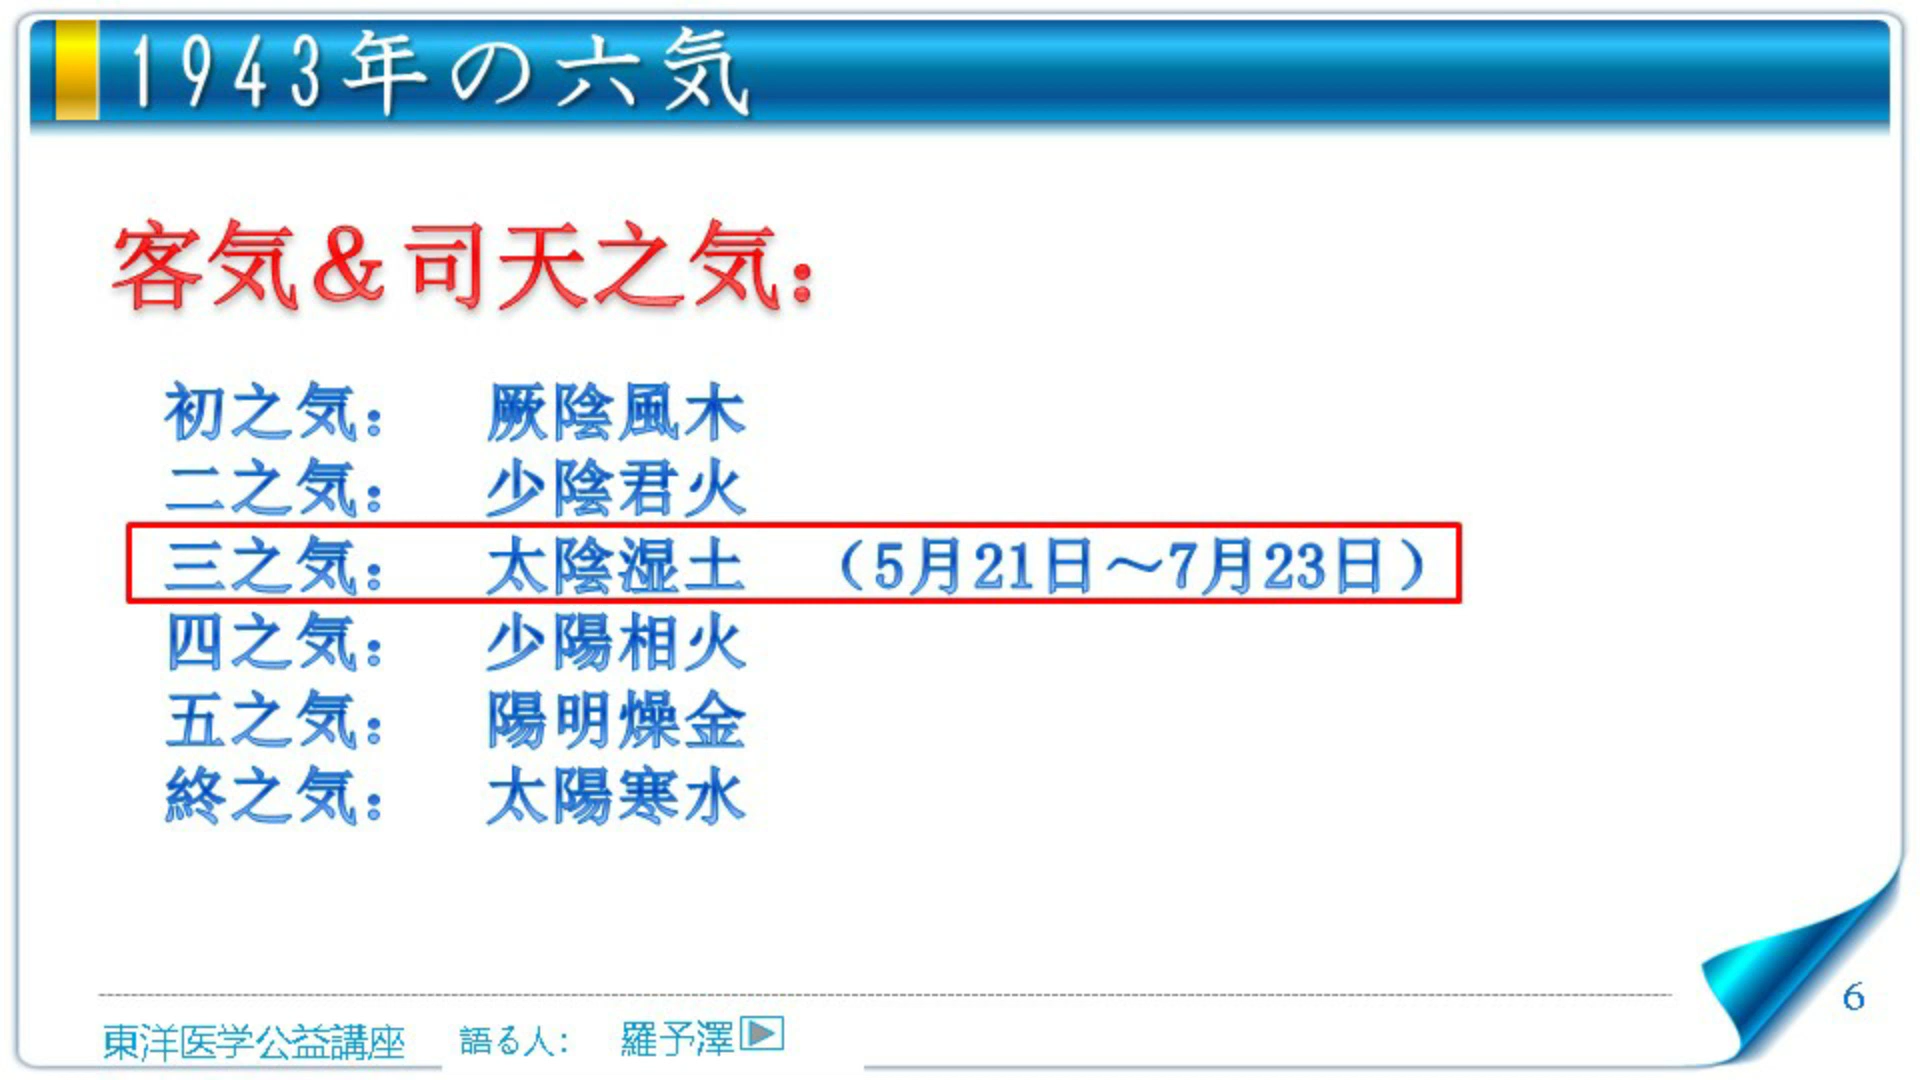 1943年の六気
客気＆司天之気：
初之気： 厥陰風木
二之気： 少陰君火
三之気： 太陰湿土 （5月21日～7月23日）
四之気： 少陽相火
五之気： 陽明燥金
終之気： 太陽寒水
東洋医学公益講座 語る人： 羅予澤
6